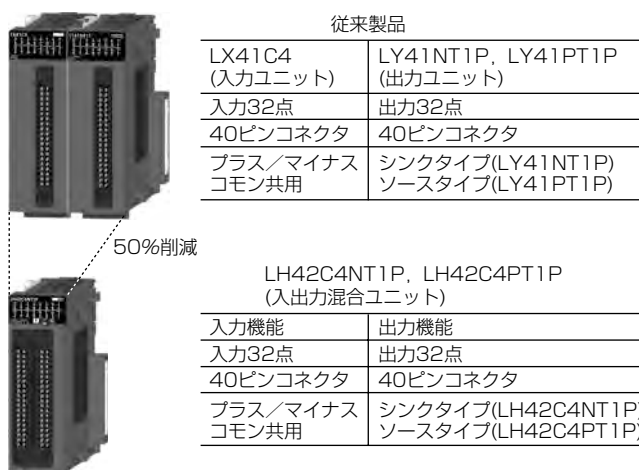 従来製品
LX41C4
(入力ユニット)
LY41NT1P, LY41PT1P
(出力ユニット)
入力32点
出力32点
40ピンコネクタ
40ピンコネクタ
プラス／マイナス
コモン共用
シンクタイプ(LY41NT1P)
ソースタイプ(LY41PT1P)
50%削減
LH42C4NT1P, LH42C4PT1P
(入出力混合ユニット)
入力機能
出力機能
入力32点
出力32点
40ピンコネクタ
40ピンコネクタ
プラス／マイナス
コモン共用
シンクタイプ(LH42C4NT1P)
ソースタイプ(LH42C4PT1P)